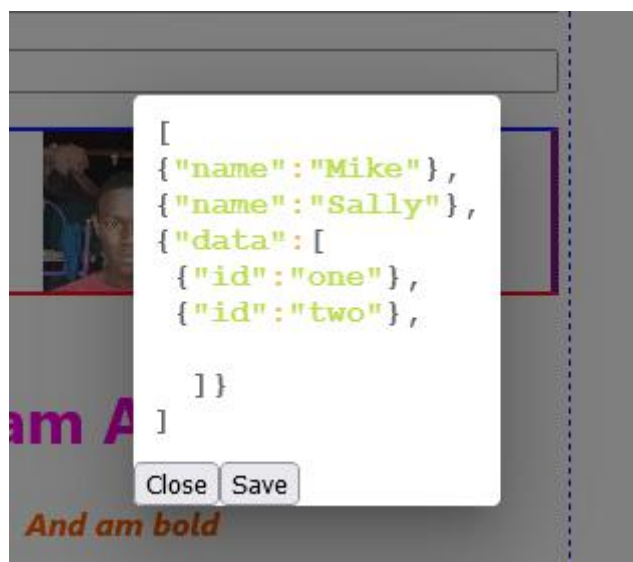 [
{"name":"Mike"},
{"name":"Sally"},
{"data":[
{"id":"one"},
{"id":"two"},
]}
]
Close Save
am A
And am bold